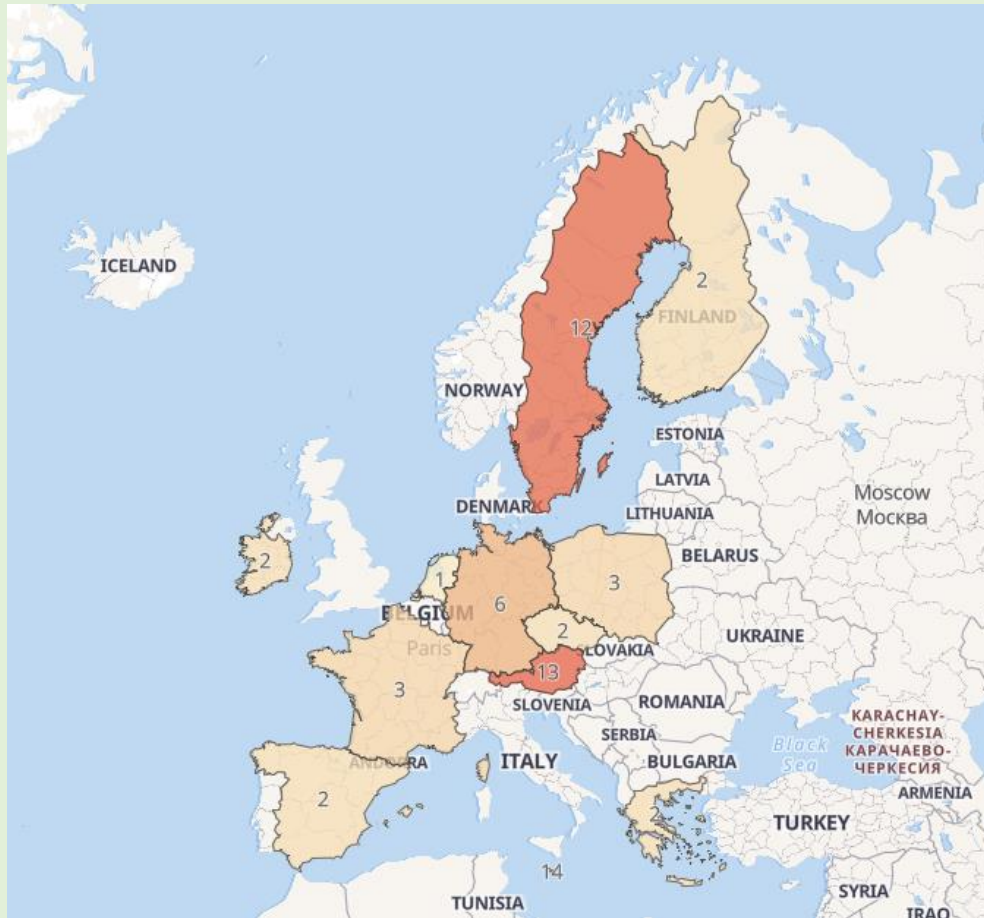 ICELAND
2
FINLAND
12
NORWAY
ESTONIA
LATVIA
Moscow
Москва
DENMARK
LITHUANIA
BELARUS
2
1
3
6
BELGIUM
2
UKRAINE
Paris
LOVAKIA
13
3
SLOVENIA
ROMANIA
KARACHAY-
CHERKESIA
КАРАЧАЕВО-
ЧЕРКЕСИЯ
SERBIA
Black
Sea
ANDORRA
ITALY
BULGARIA
ARMENIA
2
2
TURKEY
14
SYRIA
TUNISIA
IRAQ